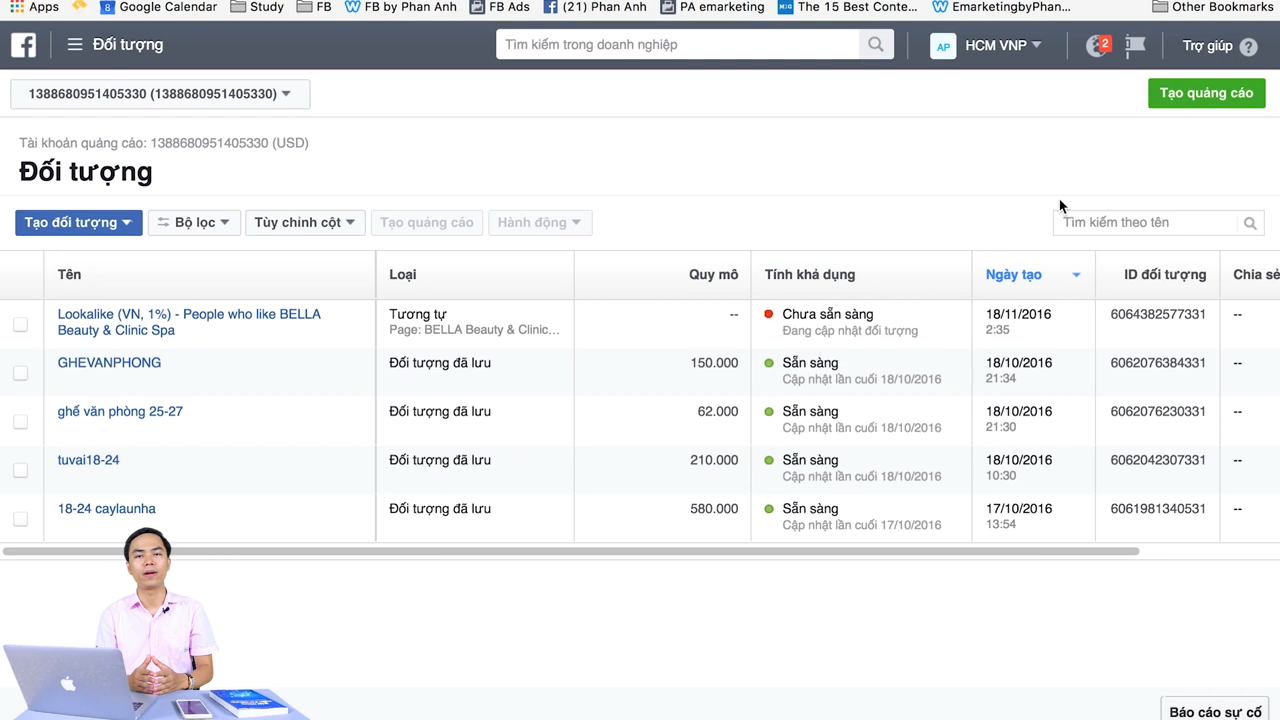 Apps
8 Google Calendar
Study
FB
FB by Phan Anh
FB Ads
(21) Phan Anh
PA emarketing
The 15 Best Conte...
EmarketingbyPhan...
Other Bookmarks
Đối tượng
Tìm kiếm trong doanh nghiệp
AP HCM VNP
2
Trợ giúp ?
1388680951405330 (1388680951405330)
Tạo quảng cáo
Tài khoản quảng cáo: 1388680951405330 (USD)
Đối tượng
Tạo đối tượng
Bộ lọc
Tùy chỉnh cột
Tạo quảng cáo
Hành động
Tìm kiếm theo tên
Tên
Loại
Quy mô
Tính khả dụng
Ngày tạo
ID đối tượng
Chia sẻ
Lookalike (VN, 1%) - People who like BELLA
Beauty & Clinic Spa
Tương tự
Page: BELLA Beauty & Clinic...
--
Chưa sẵn sàng
Đang cập nhật đối tượng
18/11/2016
2:35
6064382577331
--
GHEVANPHONG
Đối tượng đã lưu
150.000
Sẵn sàng
Cập nhật lần cuối 18/10/2016
18/10/2016
21:34
6062076384331
--
ghế văn phòng 25-27
Đối tượng đã lưu
62.000
Sẵn sàng
Cập nhật lần cuối 18/10/2016
18/10/2016
21:30
6062076230331
--
tuvai18-24
Đối tượng đã lưu
210.000
Sẵn sàng
Cập nhật lần cuối 18/10/2016
18/10/2016
10:30
6062042307331
--
18-24 caylaunha
Đối tượng đã lưu
580.000
Sẵn sàng
Cập nhật lần cuối 17/10/2016
17/10/2016
13:54
6061981340531
--
Báo cáo sự cố